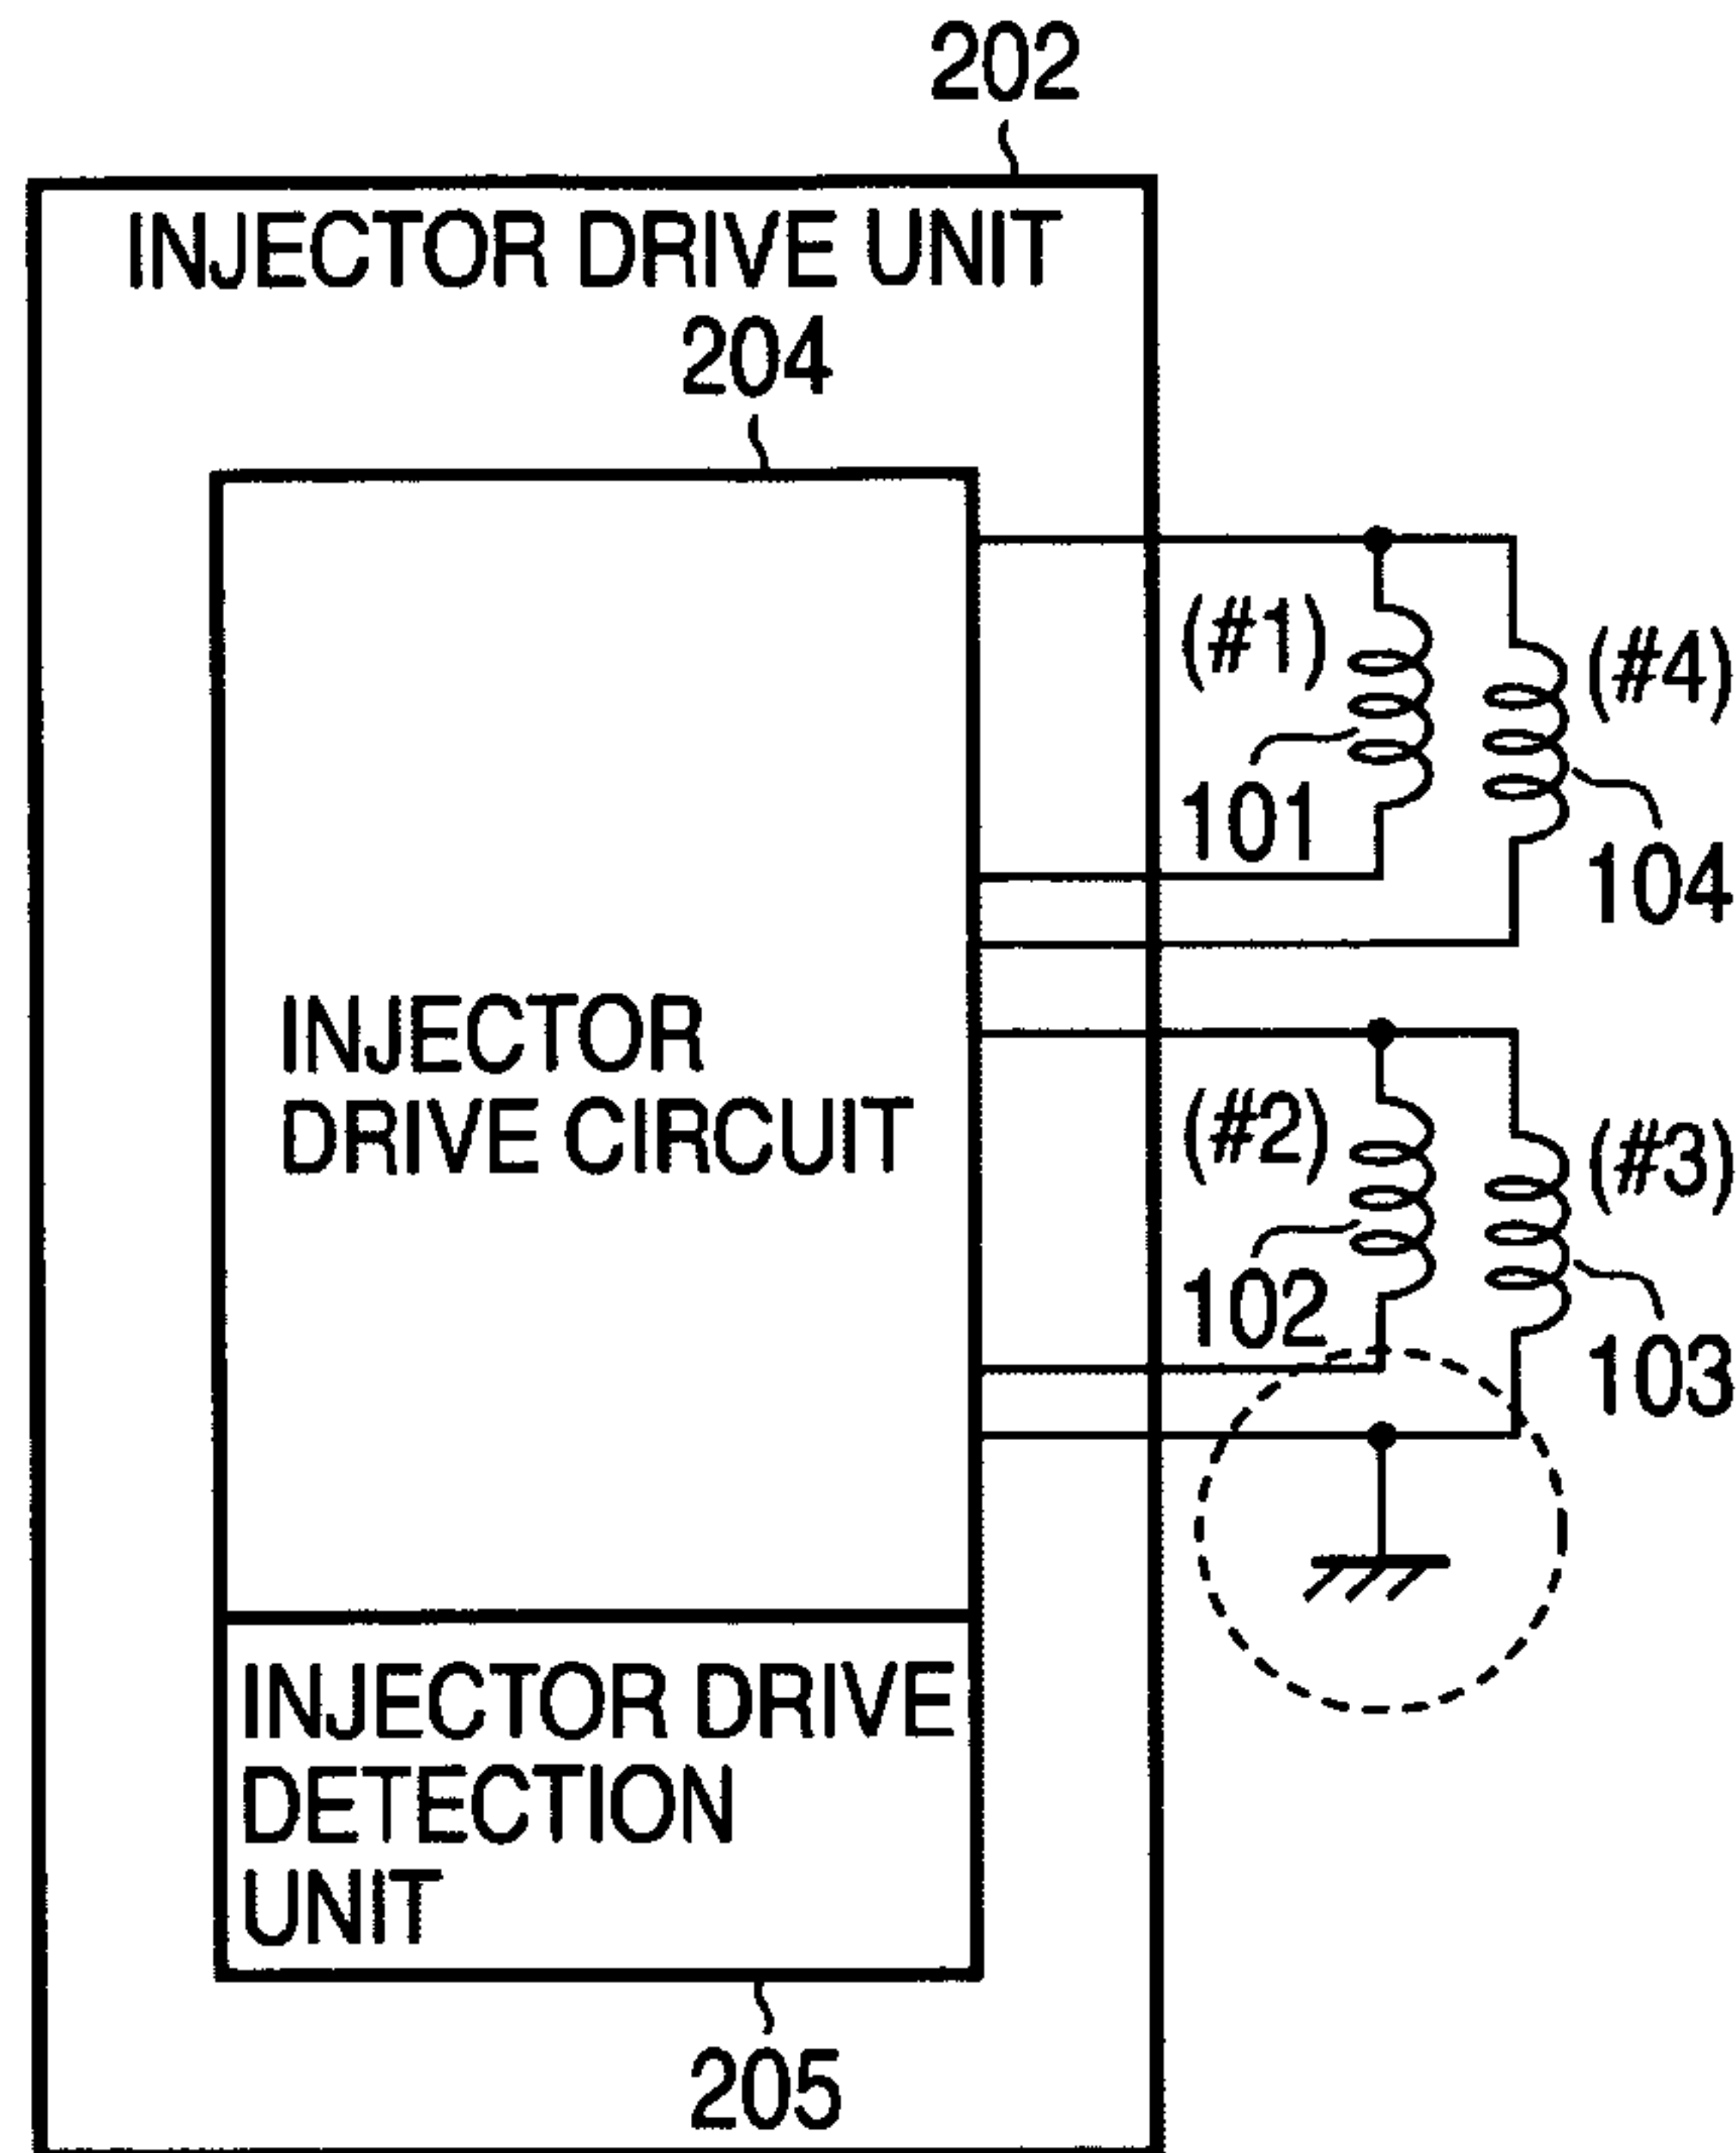 202
INJECTOR DRIVE UNIT
204
(#1)
(#4)
101
104
INJECTOR
DRIVE CIRCUIT
(#2)
(#3)
102
103
INJECTOR DRIVE
DETECTION
UNIT
205